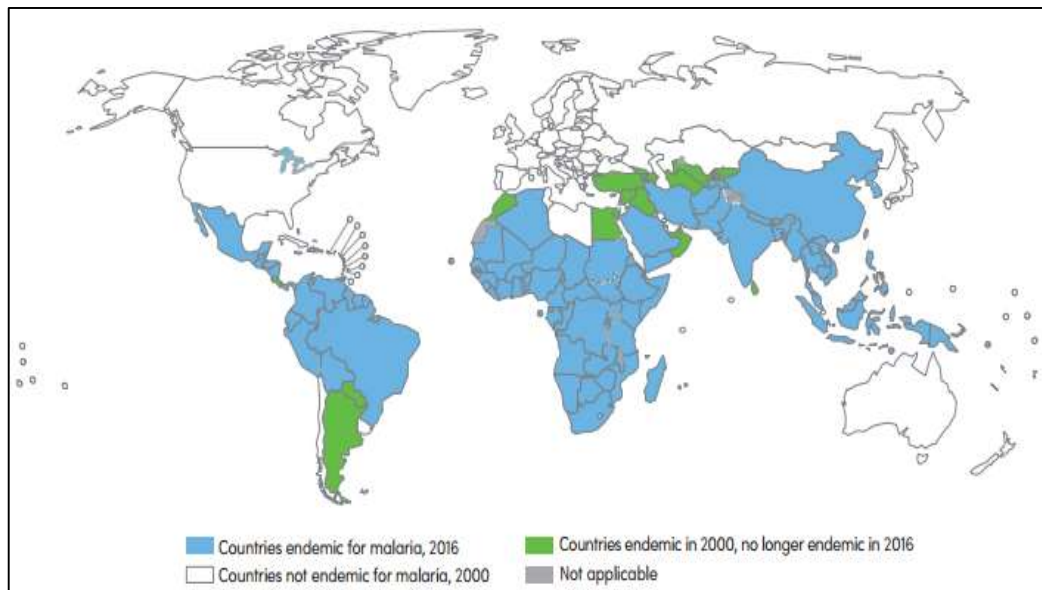 Countries endemic for malaria, 2016
Countries endemic in 2000, no longer endemic in 2016
Countries not endemic for malaria, 2000
Not applicable